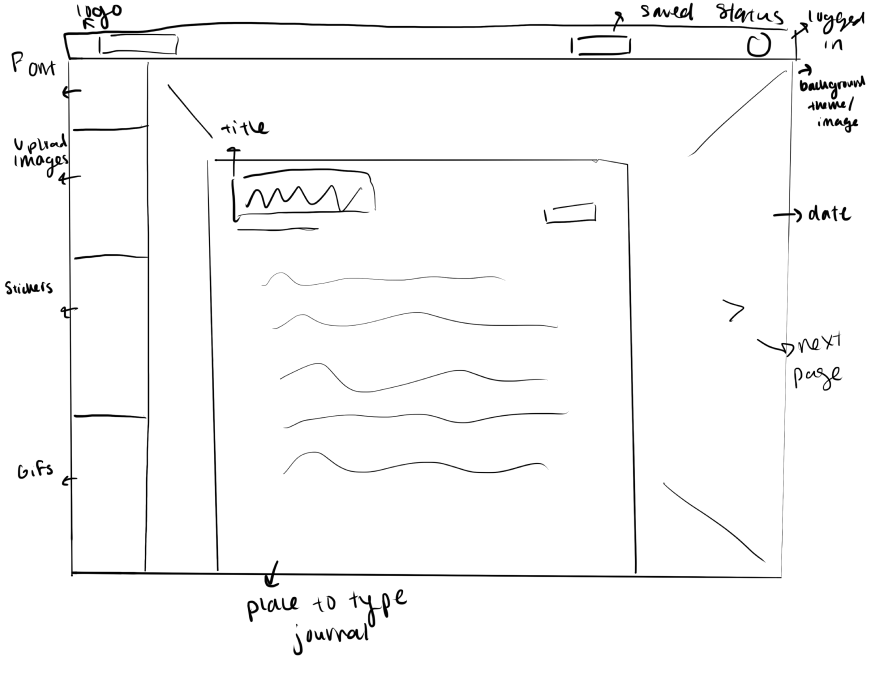 logo
saved status
logged
in
Font
background
theme/
image
title
Upload
images
date
Stickers
next
page
GIFs
place to type
journal